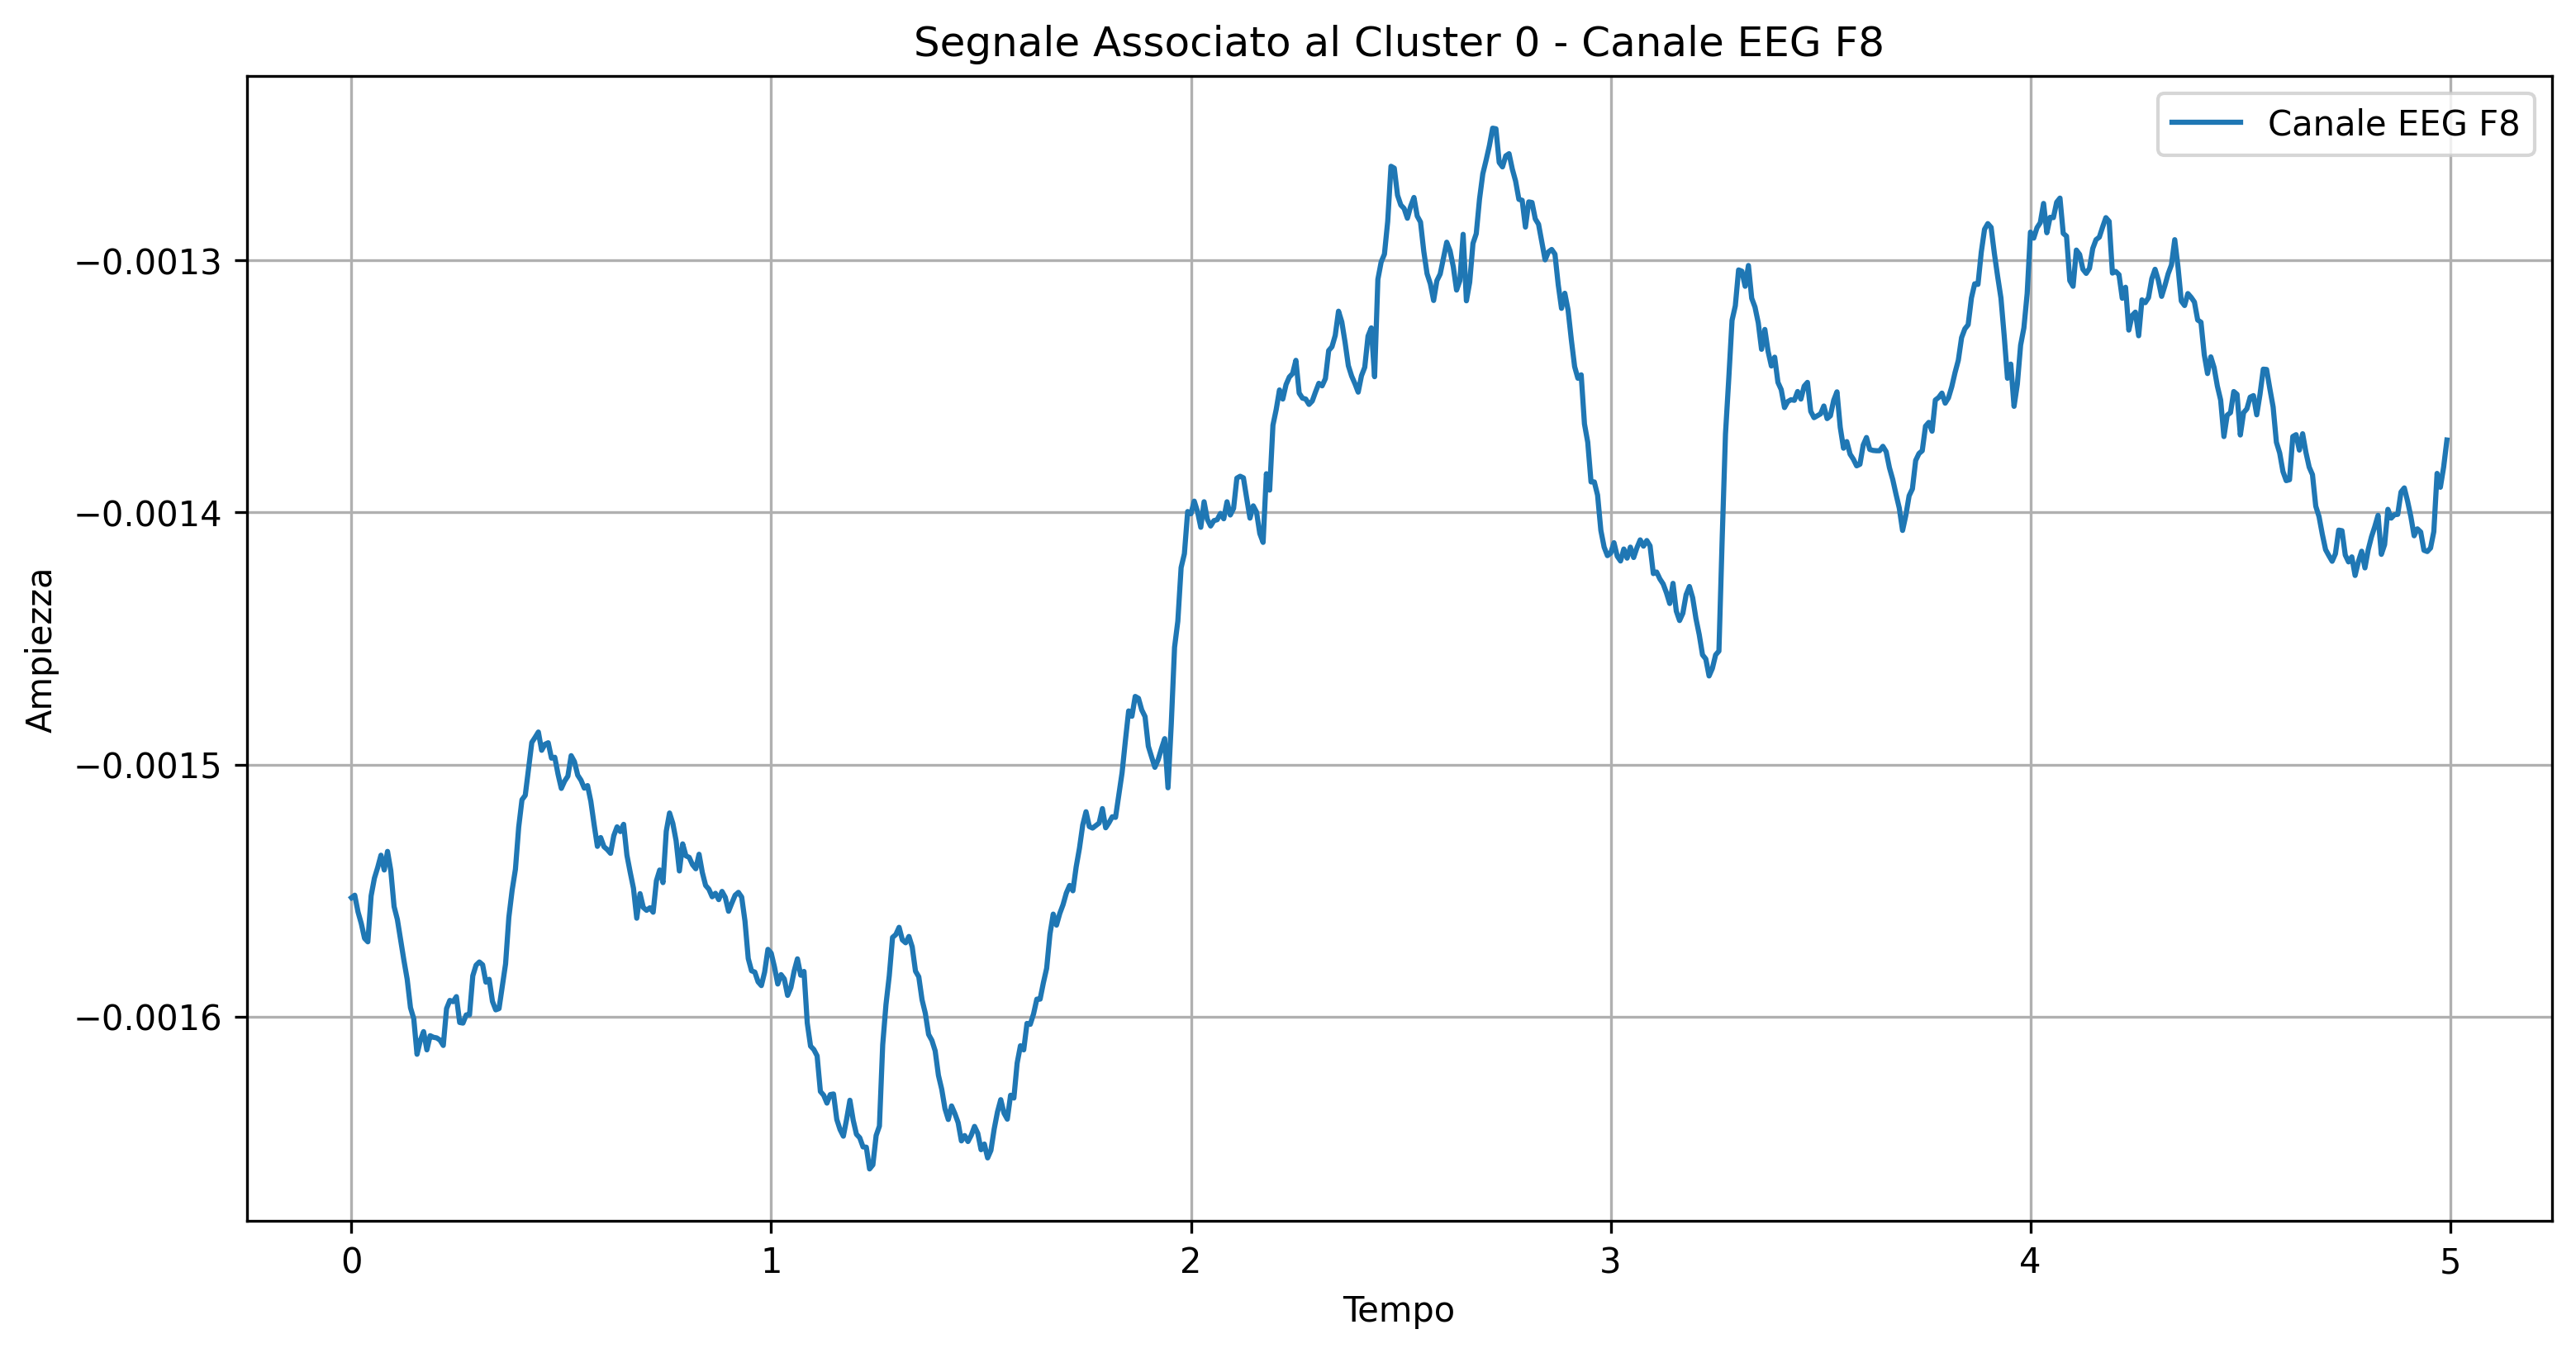 Segnale Associato al Cluster 0 - Canale EEG F8
Canale EEG F8
Ampiezza
−0.0013
−0.0014
−0.0015
−0.0016
0 1 2 3 4 5
Tempo